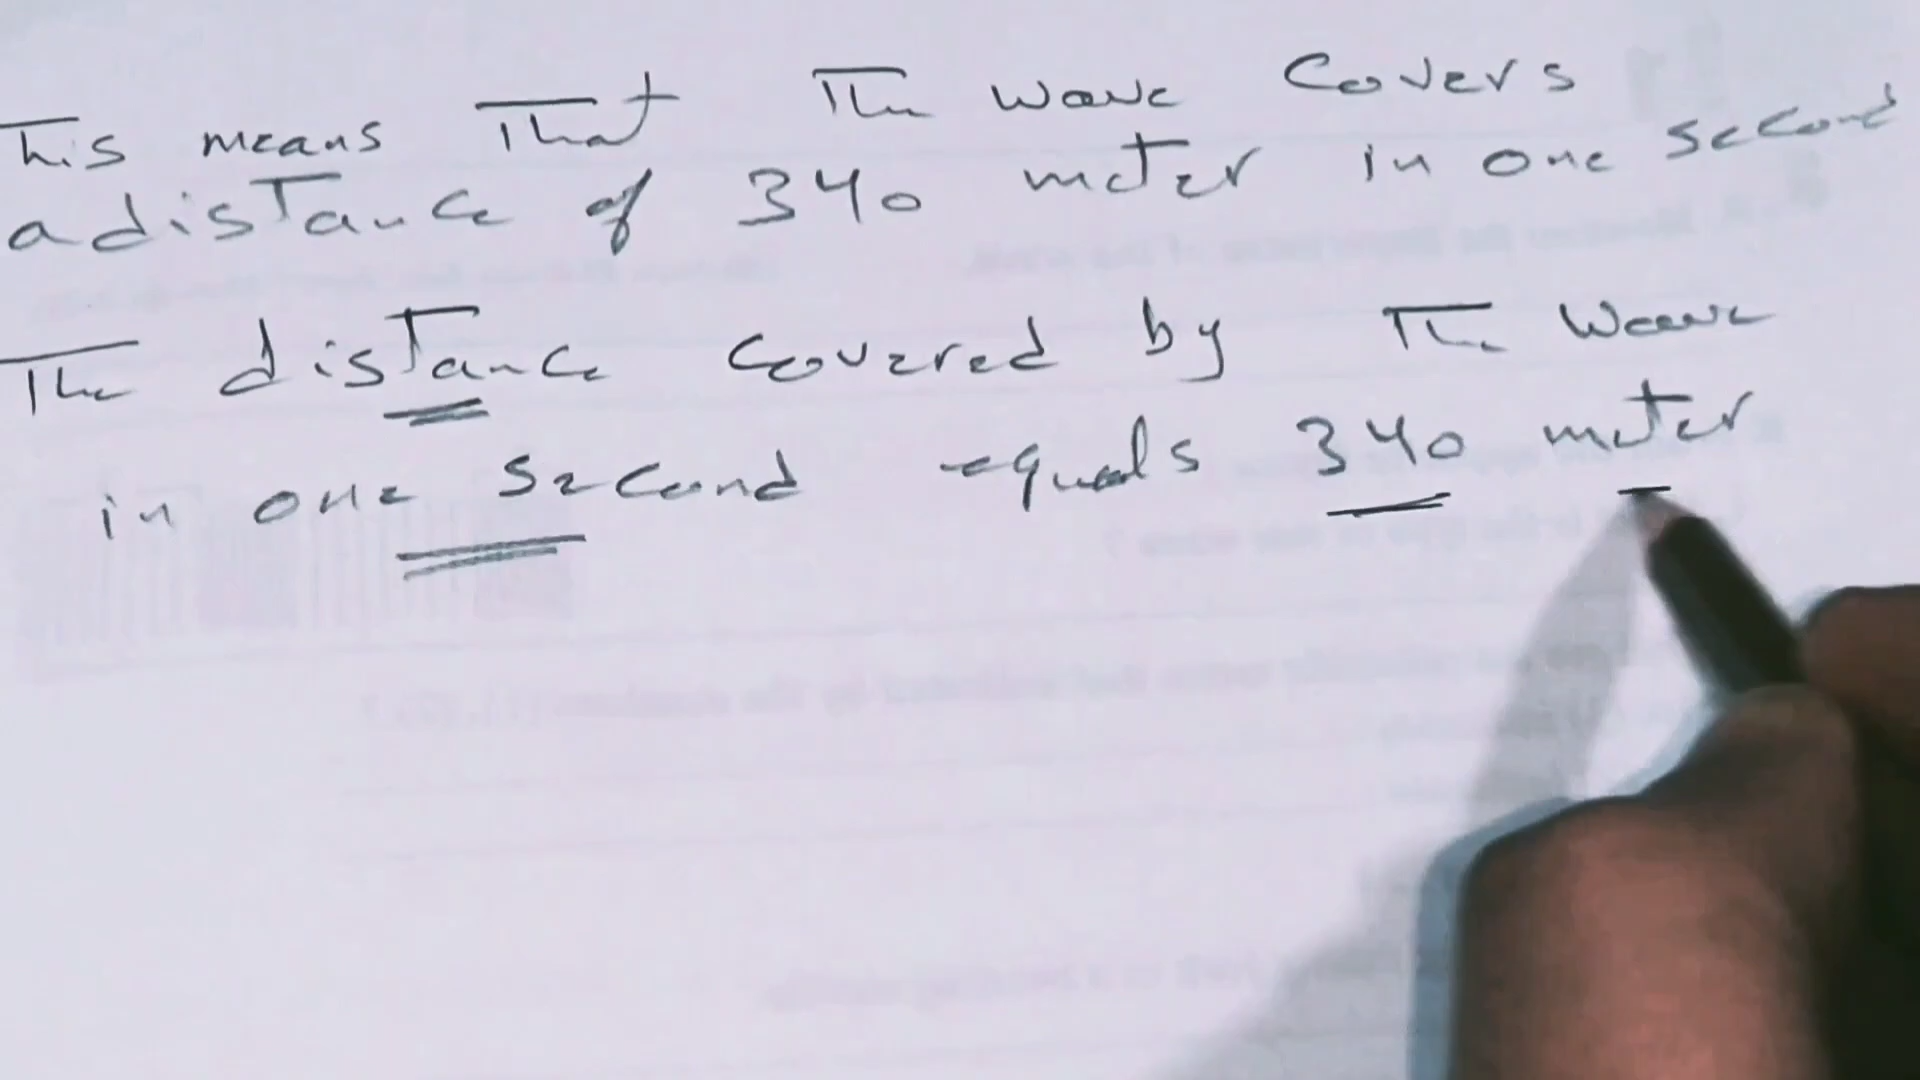 This means that the wave covers
a distance of 340 meter in one second
The distance covered by the wave
in one second equals 340 meter